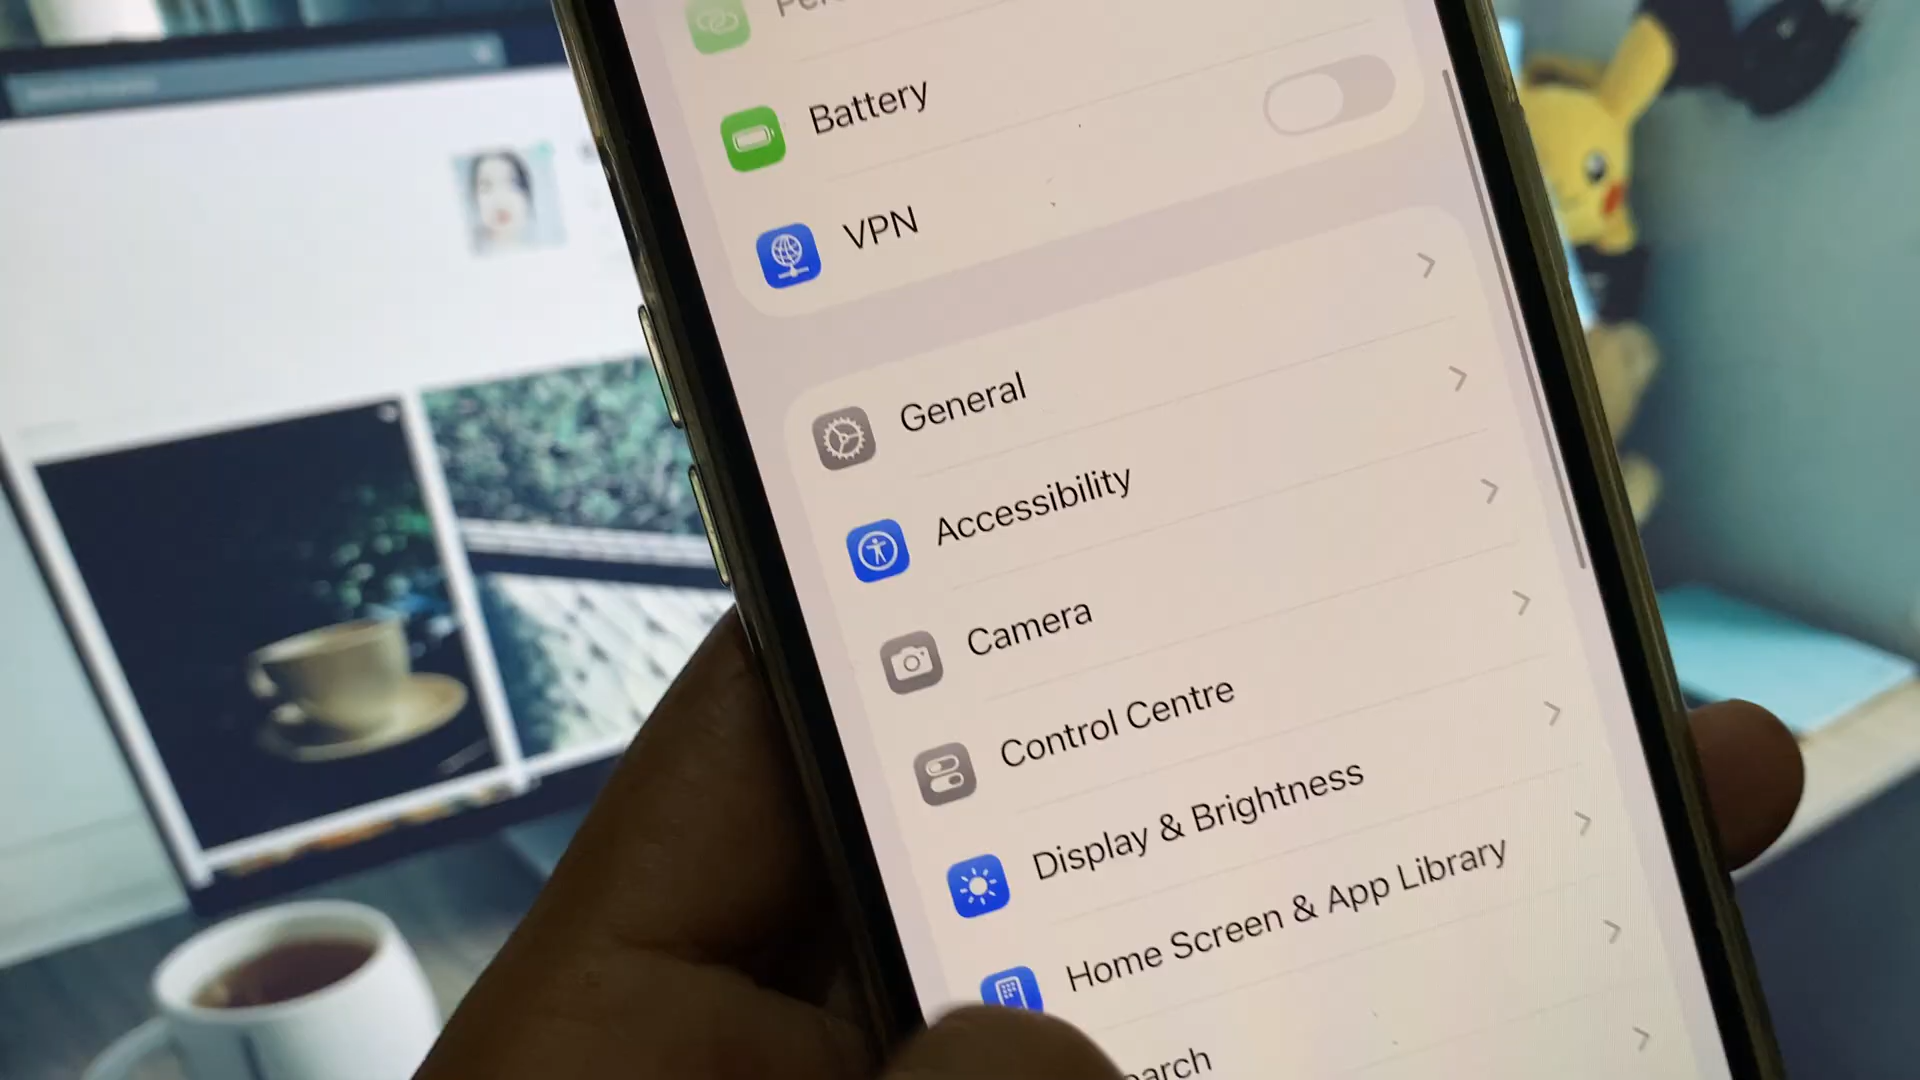 Battery
VPN
General
Accessibility
Camera
Control Centre
Display & Brightness
Home Screen & App Library